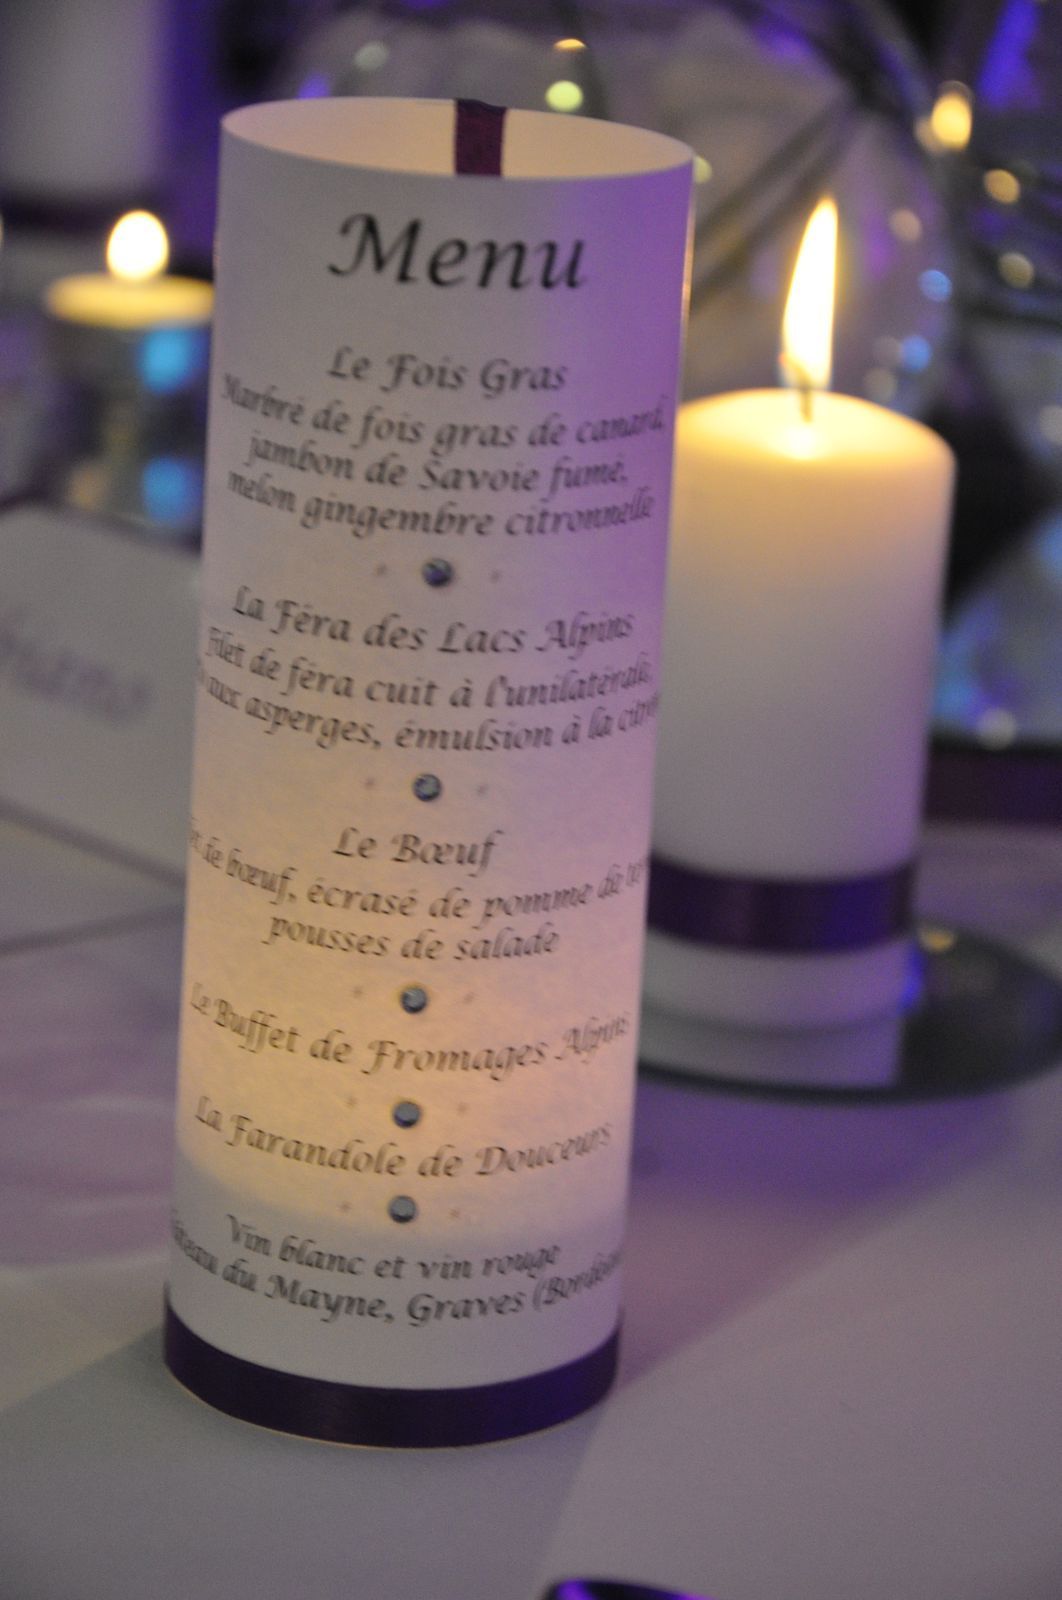 Menu
Le Fois Gras
Marbré de fois gras de canard,
jambon de Savoie fumé,
melon gingembre citronnelle
La Féra des Lacs Alpins
Filet de féra cuit à l'unilatérale,
aux asperges, émulsion à la
Le Bœuf
de bœuf, écrasé de pomme de
pousses de salade
Le Buffet de Fromages Alpins
La Farandole de Douceurs
Vin blanc et vin rouge
du Mayne, Graves